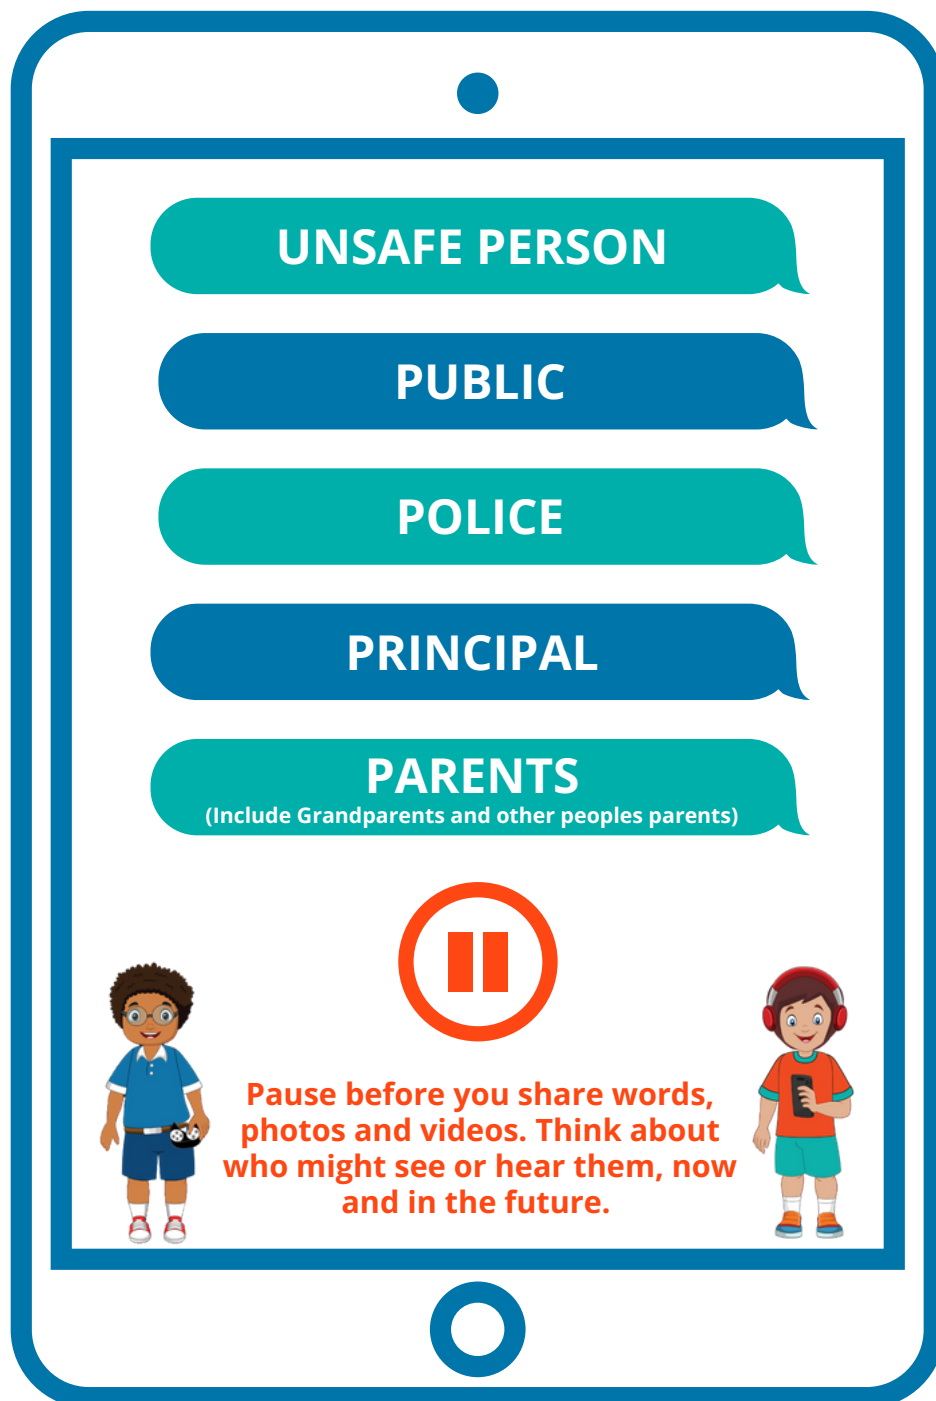 UNSAFE PERSON
PUBLIC
POLICE
PRINCIPAL
PARENTS
(Include Grandparents and other peoples parents)
Pause before you share words,
photos and videos. Think about
who might see or hear them, now
and in the future.